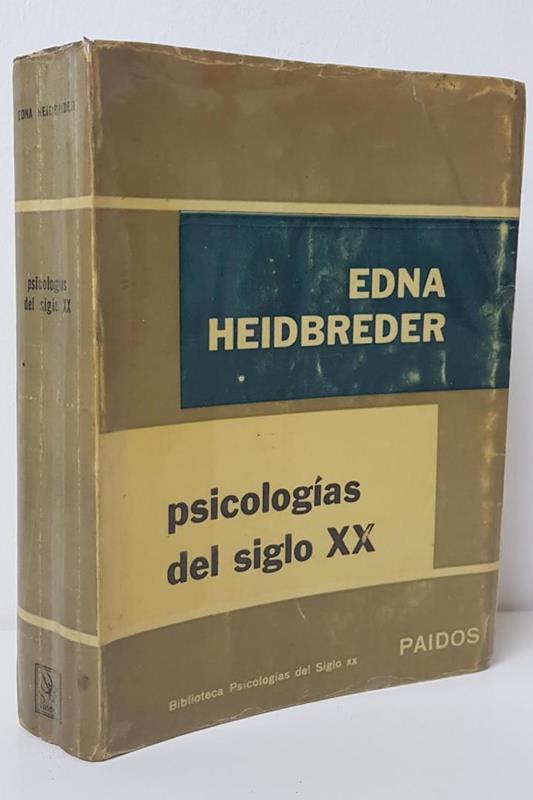 EDNA HEIDBREDER
psicologías
del siglo XX
EDNA
HEIDBREDER
psicologías
del siglo XX
PAIDOS
Biblioteca Psicologías del Siglo XX